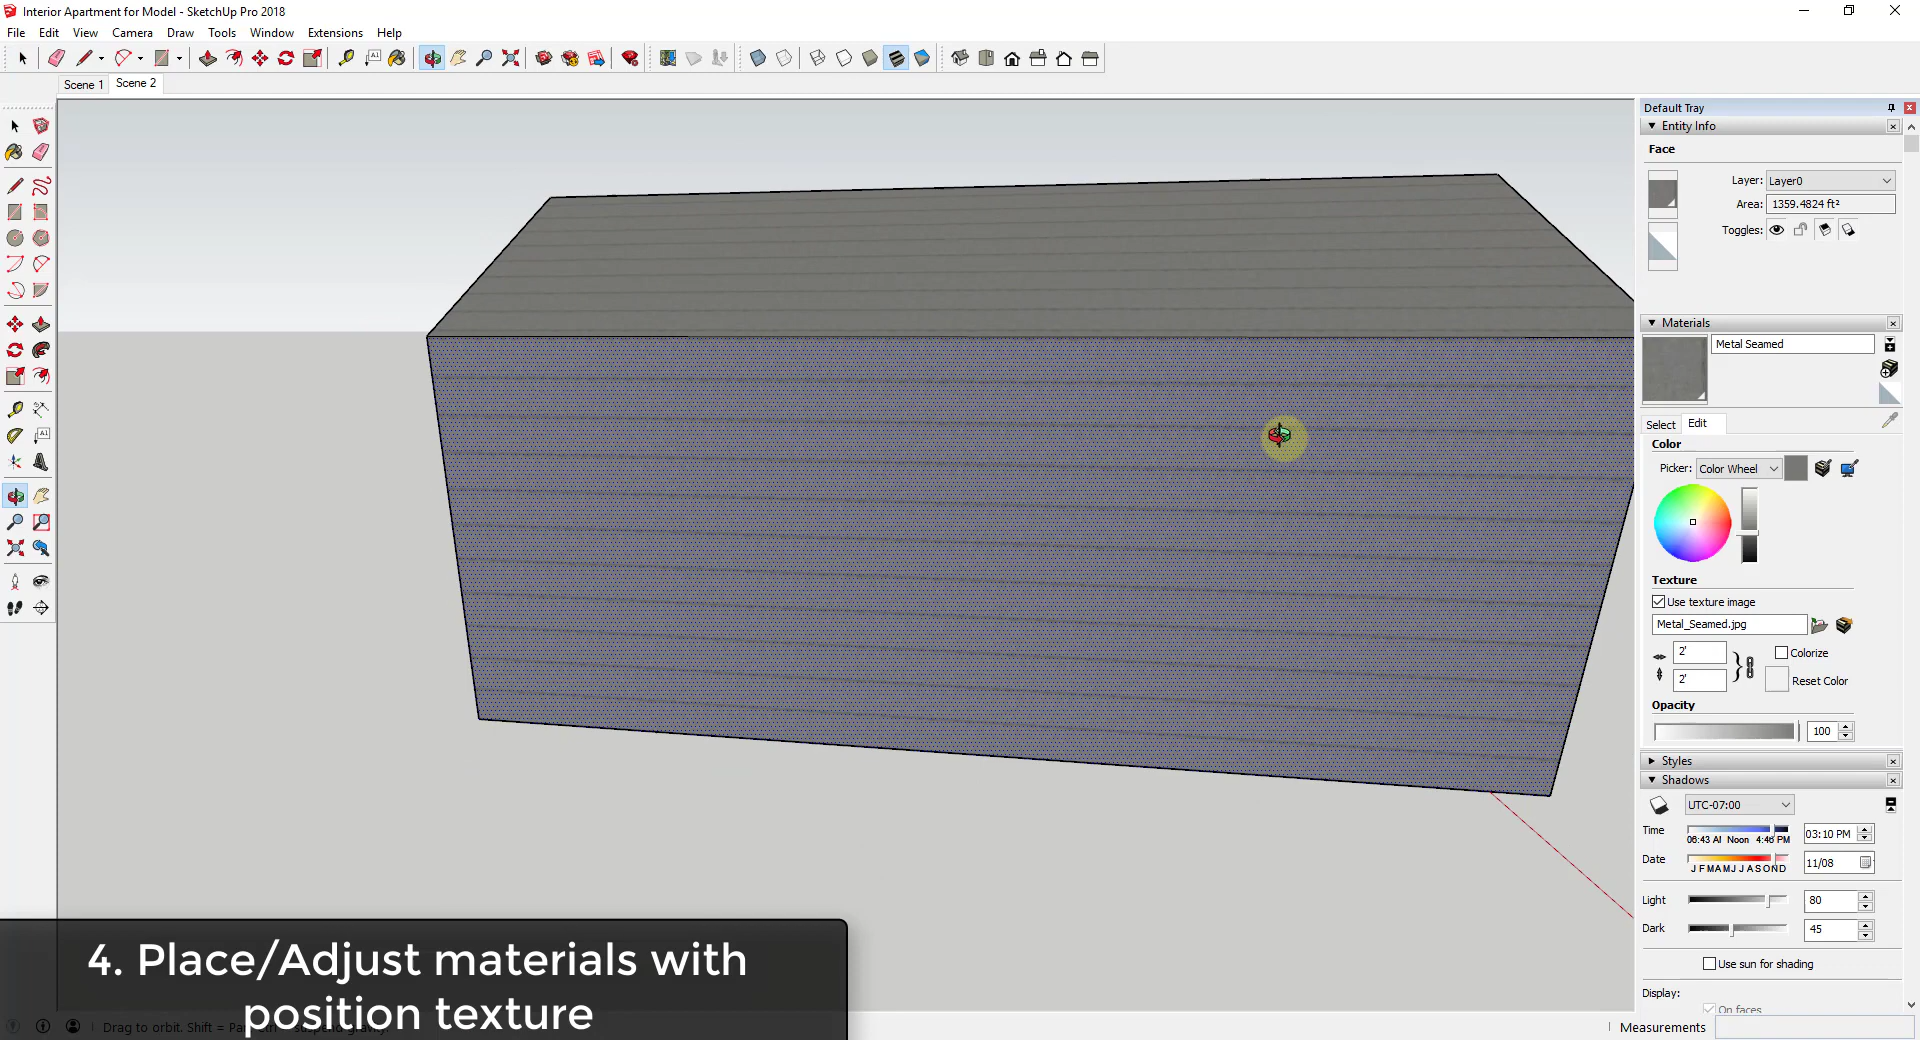 Interior Apartment for Model - SketchUp Pro 2018
File Edit View Camera Draw Tools Window Extensions Help
Scene 1 Scene 2
Default Tray
Entity Info
Face
Layer: Layer0
Area: 1359.4824 ft²
Toggles:
Materials
Metal Seamed
Select Edit
Color
Picker: Color Wheel
Texture
Use texture image
Metal_Seamed.jpg
2'
Colorize
2'
Reset Color
Opacity
100
Styles
Shadows
UTC-07:00
Time
03:10 PM
06:43 AI Noon 4:46 PM
Date
11/08
J F M A M J J A S O N D
Light 80
Dark 45
Use sun for shading
Display:
On faces
4. Place/Adjust materials with
position texture
Drag to orbit. Shift = Pan
Measurements